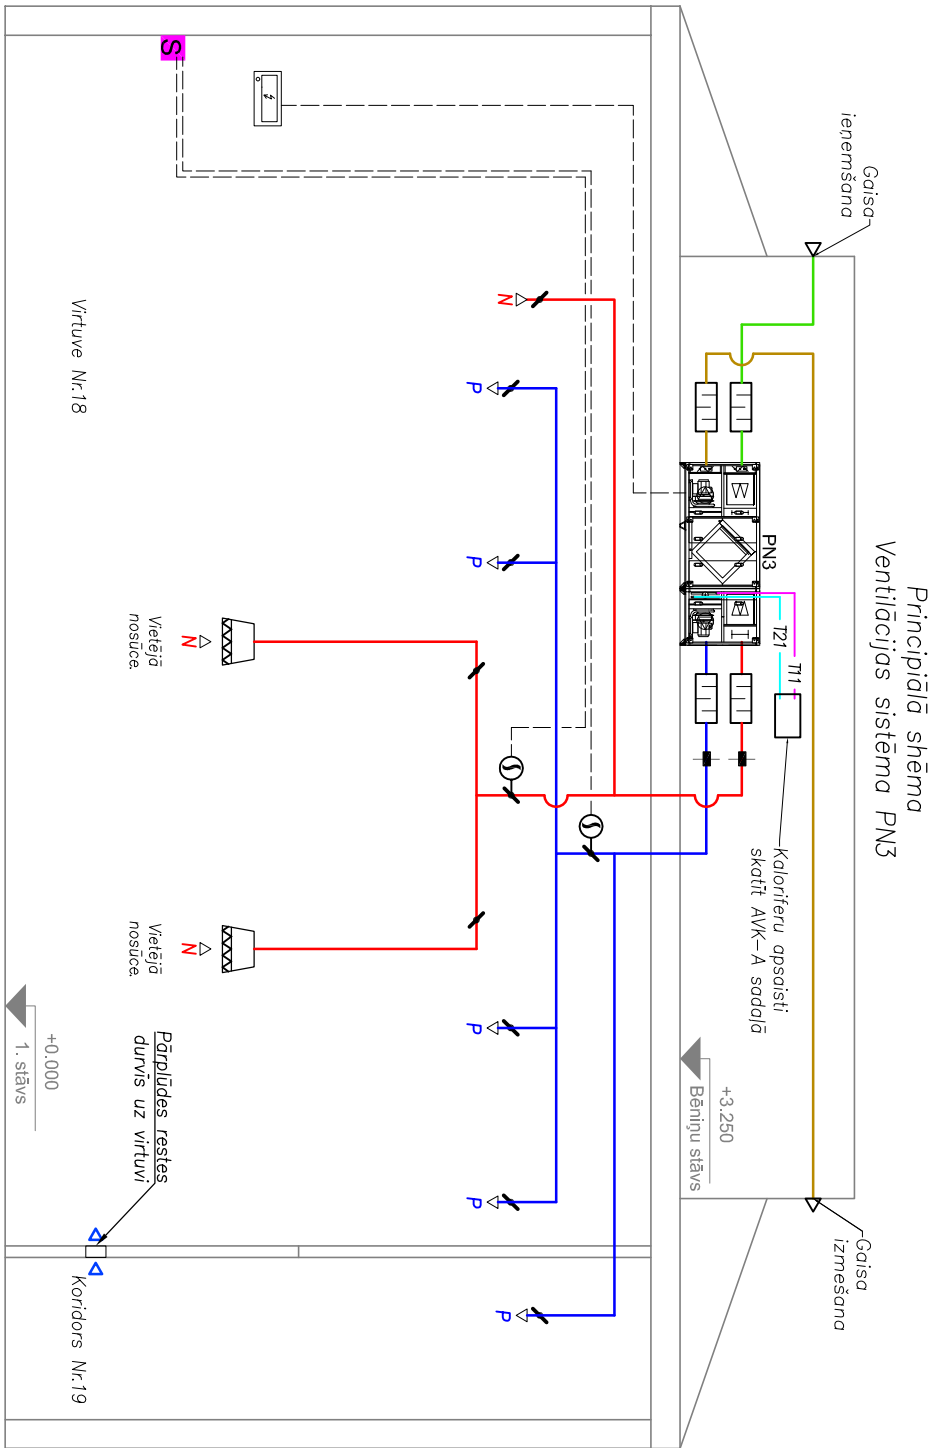 Principiālā shēma
Ventilācijas sistēma PN3
Gaisa
ieņemšana
Gaisa
izmešana
PN3
T21
T11
Kaloriferu apsaisti
skatīt AVK-A sadaļā
+3.250
Bēniņu stāvs
S
N
P
P
P
P
P
Vietējā
nosūce.
N
Vietējā
nosūce.
N
Virtuve Nr.18
Pārplūdes restes
durvīs uz virtuvi
Koridors Nr.19
+0.000
1. stāvs